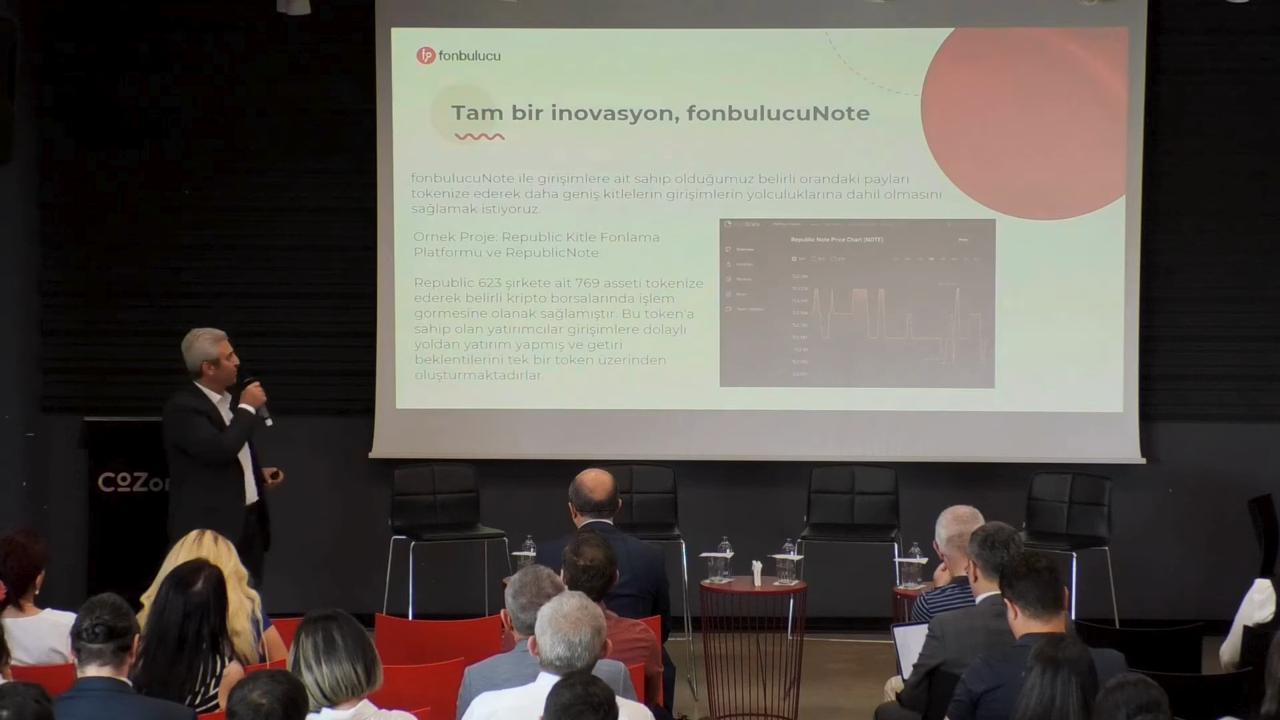 fonbulucu
Tam bir inovasyon, fonbulucuNote
fonbulucuNote ile girişimlere ait sahip olduğumuz belirli orandaki payları
tokenize ederek daha geniş kitlelerin girişimlerin yolculuklarına dahil olmasını
sağlamak istiyoruz.
Örnek Proje: Republic Kitle Fonlama
Platformu ve RepublicNote
Republic 623 şirkete ait 769 asseti tokenize
ederek belirli kripto borsalarında işlem
görmesine olanak sağlamıştır. Bu token'a
sahip olan yatırımcılar girişimlere dolaylı
yoldan yatırım yapmış ve getiri
beklentilerini tek bir token üzerinden
oluşturmaktadırlar.
Republic Note Price Chart (NOTE)
CoZo